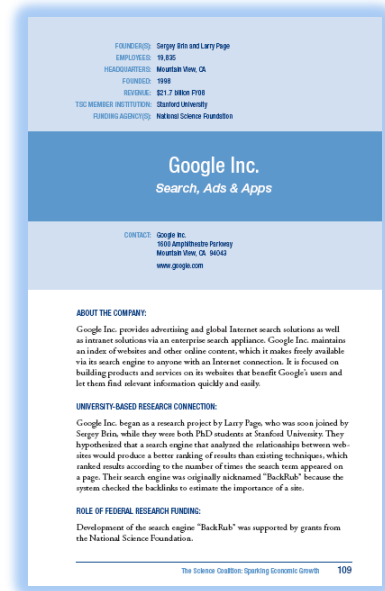 FOUNDER(S): Sergey Brin and Larry Page
EMPLOYEES: 19,835
HEADQUARTERS: Mountain View, CA
FOUNDED: 1998
REVENUE: $21.7 billion FY08
TSC MEMBER INSTITUTION: Stanford University
FUNDING AGENCY(S): National Science Foundation
Google Inc.
Search, Ads & Apps
CONTACT: Google Inc.
1600 Amphitheatre Parkway
Mountain View, CA 94043
www.google.com
ABOUT THE COMPANY:
Google Inc. provides advertising and global Internet search solutions as well
as intranet solutions via an enterprise search appliance. Google Inc. maintains
an index of websites and other online content, which it makes freely available
via its search engine to anyone with an Internet connection. It is focused on
building products and services on its websites that benefit Google's users and
let them find relevant information quickly and easily.
UNIVERSITY-BASED RESEARCH CONNECTION:
Google Inc. began as a research project by Larry Page, who was soon joined by
Sergey Brin, while they were both PhD students at Stanford University. They
hypothesized that a search engine that analyzed the relationships between web-
sites would produce a better ranking of results than existing techniques, which
ranked results according to the number of times the search term appeared on
a page. Their search engine was originally nicknamed "BackRub" because the
system checked the backlinks to estimate the importance of a site.
ROLE OF FEDERAL RESEARCH FUNDING:
Development of the search engine "BackRub" was supported by grants from
the National Science Foundation.
The Science Coalition: Sparking Economic Growth 109